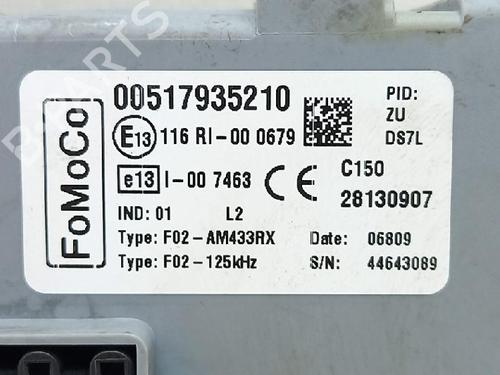 FoMoCo
00517935210
E13 116 RI-00 0679
e13 I-00 7463 CE
IND: 01 L2
Type: F02-AM433RX
Type: F02-125kHz
PID:
ZU
DS7L
C150
28130907
Date: 06809
S/N: 44643089